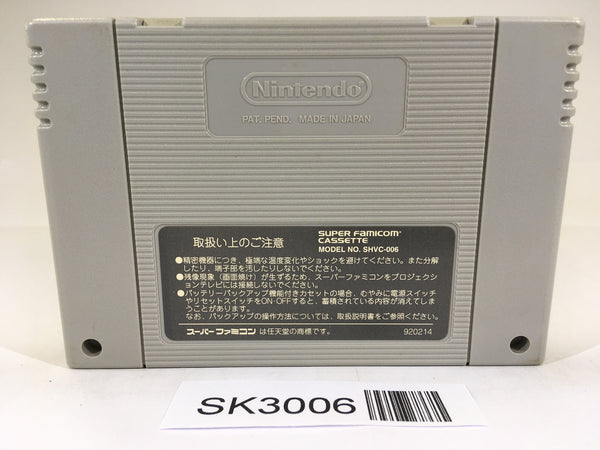 Nintendo
PAT. PEND. MADE IN JAPAN
取扱い上のご注意
SUPER FAMICOM
CASSETTE
MODEL NO. SHVC-006
●精密機器につき、極端な温度変化やショックを避けてください。また分解
したり、端子部を汚したりしないでください。
●残像現象（画面焼け）が生ずるため、スーパーファミコンをプロジェクシ
ョンテレビには接続しないでください。
●バッテリーバックアップ機能付きカセットの場合、むやみに電源スイッチ
やリセットスイッチをON・OFFすると、蓄積されている内容が消えてしま
うことがあります。
なお、バックアップの操作方法については、取扱説明書をご参照ください。
スーパーファミコン は任天堂の商標です。 920214
SK3006